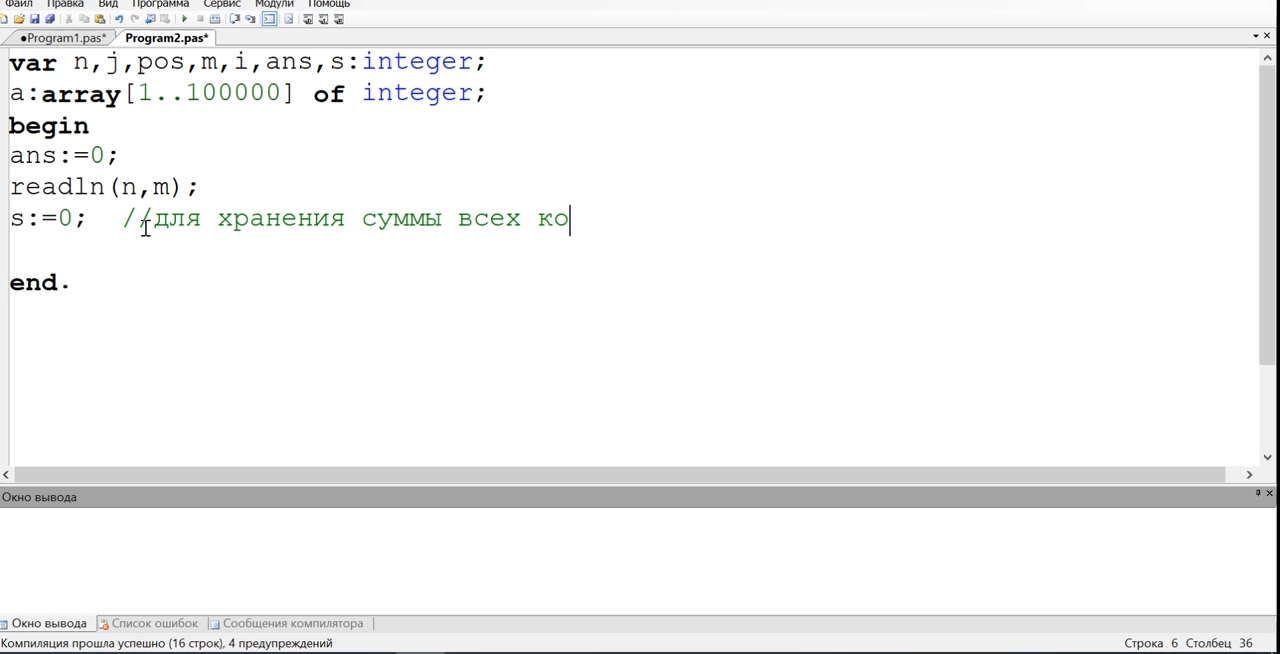 Файл Правка Вид Программа Сервис Модули Помощь
●Program1.pas* Program2.pas*
var n,j,pos,m,i,ans,s:integer;
a:array[1..100000] of integer;
begin
ans:=0;
readln(n,m);
s:=0; //для хранения суммы всех ко
end.
Окно вывода
Окно вывода Список ошибок Сообщения компилятора
Компиляция прошла успешно (16 строк), 4 предупреждений Строка 6 Столбец 36